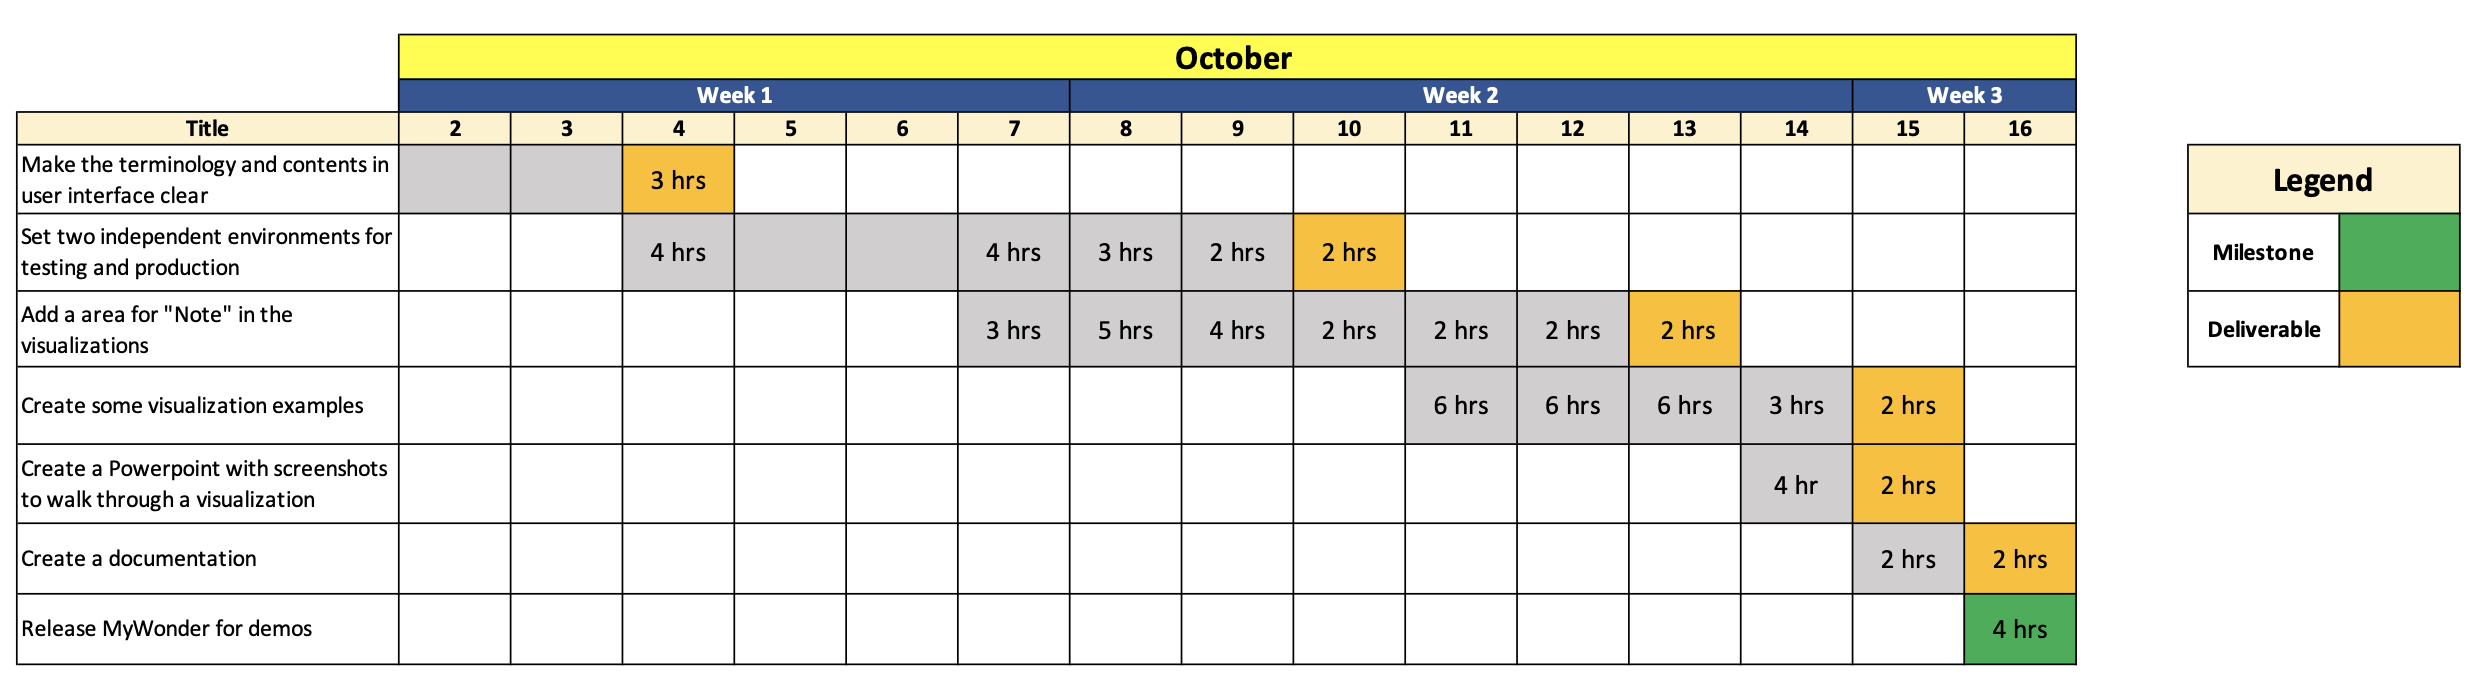 October
Week 1 Week 2 Week 3
Title 2 3 4 5 6 7 8 9 10 11 12 13 14 15 16
Make the terminology and contents in
user interface clear
3 hrs
Set two independent environments for
testing and production
4 hrs 4 hrs 3 hrs 2 hrs 2 hrs
Add a area for "Note" in the
visualizations
3 hrs 5 hrs 4 hrs 2 hrs 2 hrs 2 hrs 2 hrs
Create some visualization examples 6 hrs 6 hrs 6 hrs 3 hrs 2 hrs
Create a Powerpoint with screenshots
to walk through a visualization
4 hr 2 hrs
Create a documentation 2 hrs 2 hrs
Release MyWonder for demos 4 hrs
Legend
Milestone
Deliverable